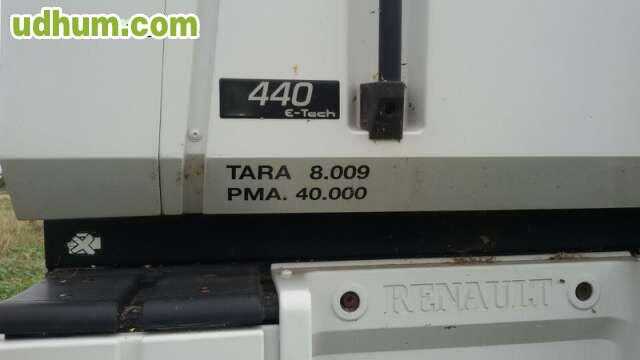 udhum.com
440
E-Tech
TARA 8.009
PMA. 40.000
RENAULT